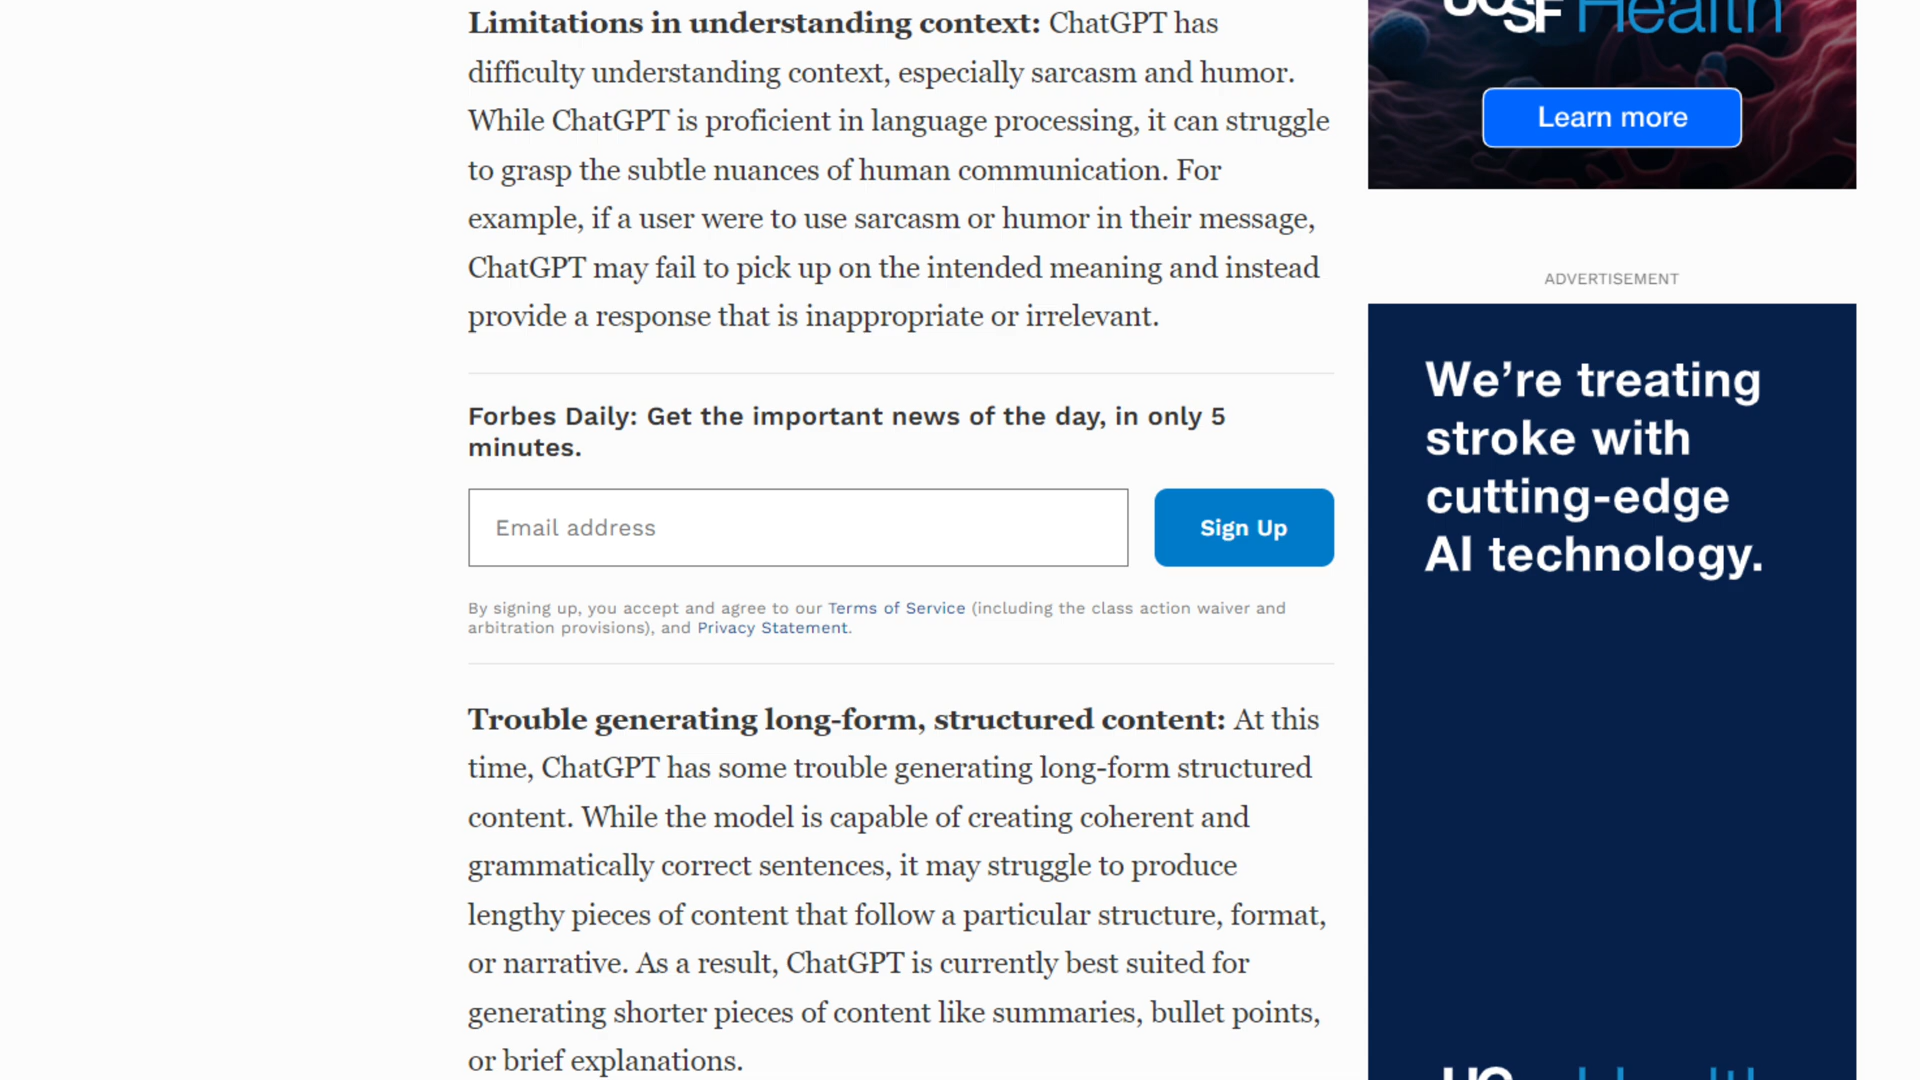 Limitations in understanding context: ChatGPT has
difficulty understanding context, especially sarcasm and humor.
While ChatGPT is proficient in language processing, it can struggle
to grasp the subtle nuances of human communication. For
example, if a user were to use sarcasm or humor in their message,
ChatGPT may fail to pick up on the intended meaning and instead
provide a response that is inappropriate or irrelevant.
Forbes Daily: Get the important news of the day, in only 5
minutes.
Email address
Sign Up
By signing up, you accept and agree to our Terms of Service (including the class action waiver and
arbitration provisions), and Privacy Statement.
Trouble generating long-form, structured content: At this
time, ChatGPT has some trouble generating long-form structured
content. While the model is capable of creating coherent and
grammatically correct sentences, it may struggle to produce
lengthy pieces of content that follow a particular structure, format,
or narrative. As a result, ChatGPT is currently best suited for
generating shorter pieces of content like summaries, bullet points,
or brief explanations.
UCSF Health
Learn more
ADVERTISEMENT
We're treating
stroke with
cutting-edge
AI technology.